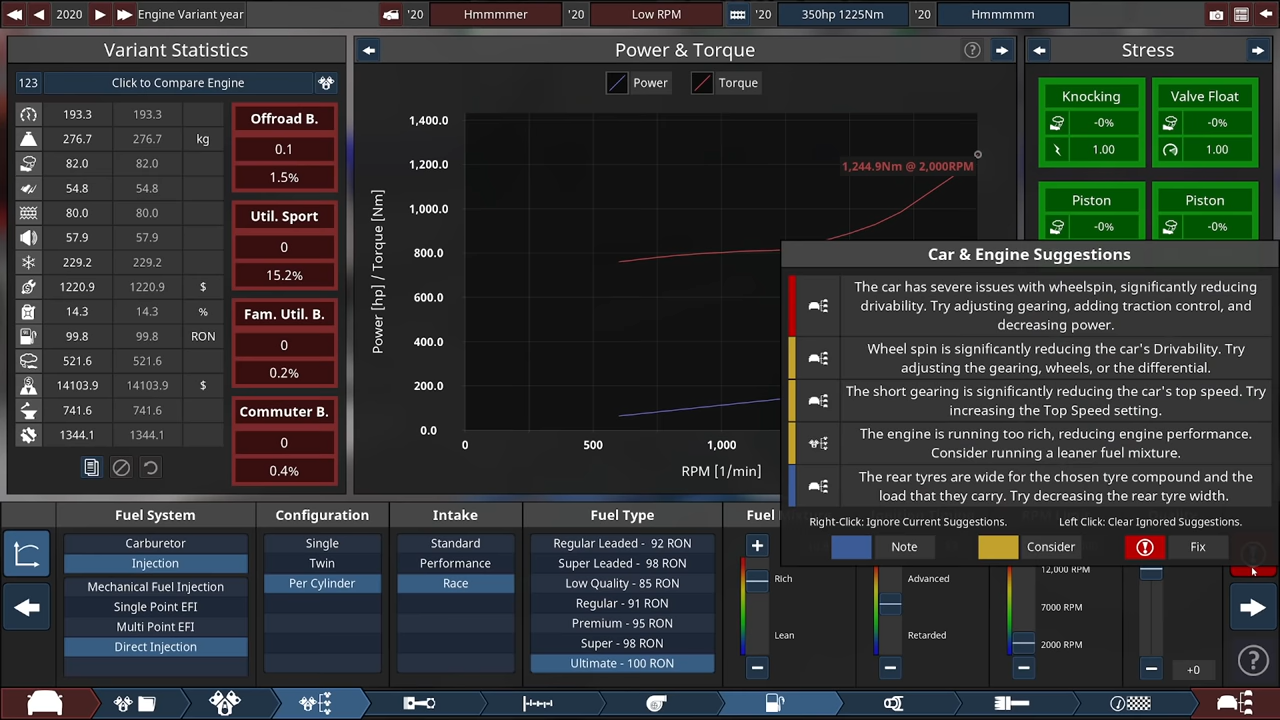 2020
Engine Variant year
'20
Hmmmmer
'20
Low RPM
'20
350hp 1225Nm
'20
Hmmmmm
Variant Statistics
123
Click to Compare Engine
193.3 193.3
276.7 276.7 kg
82.0 82.0
54.8 54.8
80.0 80.0
57.9 57.9
229.2 229.2
1220.9 1220.9 $
14.3 14.3 %
99.8 99.8 RON
521.6 521.6
14103.9 14103.9 $
741.6 741.6
1344.1 1344.1
Offroad B.
0.1
1.5%
Util. Sport
0
15.2%
Fam. Util. B.
0
0.2%
Commuter B.
0
0.4%
Power & Torque
?
Power
Torque
Power [hp] / Torque [Nm]
1,400.0
1,200.0
1,000.0
800.0
600.0
400.0
200.0
0.0
1,244.9Nm @ 2,000RPM
0
500
1,000
RPM [1/min]
Stress
Knocking
-0%
1.00
Valve Float
-0%
1.00
Piston
-0%
Piston
-0%
Car & Engine Suggestions
The car has severe issues with wheelspin, significantly reducing
drivability. Try adjusting gearing, adding traction control, and
decreasing power.
Wheel spin is significantly reducing the car's Drivability. Try
adjusting the gearing, wheels, or the differential.
The short gearing is significantly reducing the car's top speed. Try
increasing the Top Speed setting.
The engine is running too rich, reducing engine performance.
Consider running a leaner fuel mixture.
The rear tyres are wide for the chosen tyre compound and the
load that they carry. Try decreasing the rear tyre width.
Right-Click: Ignore Current Suggestions.
Left Click: Clear Ignored Suggestions.
Note
Consider
Fix
Fuel System
Carburetor
Injection
Mechanical Fuel Injection
Single Point EFI
Multi Point EFI
Direct Injection
Configuration
Single
Twin
Per Cylinder
Intake
Standard
Performance
Race
Fuel Type
Regular Leaded - 92 RON
Super Leaded - 98 RON
Low Quality - 85 RON
Regular - 91 RON
Premium - 95 RON
Super - 98 RON
Ultimate - 100 RON
Fuel
Rich
Lean
Advanced
Retarded
12,000 RPM
7000 RPM
2000 RPM
+0
?